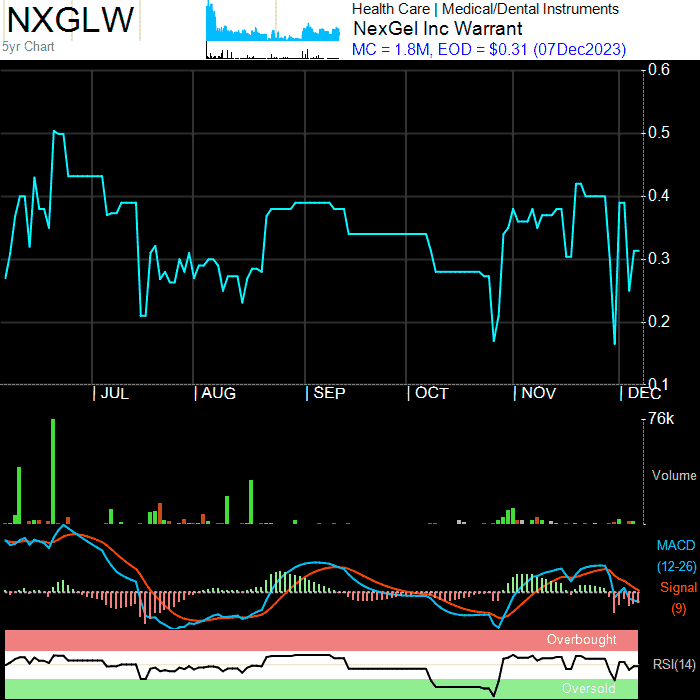 NXGLW
5yr Chart
Health Care | Medical/Dental Instruments
NexGel Inc Warrant
MC = 1.8M, EOD = $0.31 (07Dec2023)
0.6
0.5
0.4
0.3
0.2
0.1
JUL
AUG
SEP
OCT
NOV
DEC
76k
Volume
MACD
(12-26)
Signal
(9)
Overbought
RSI(14)
Oversold